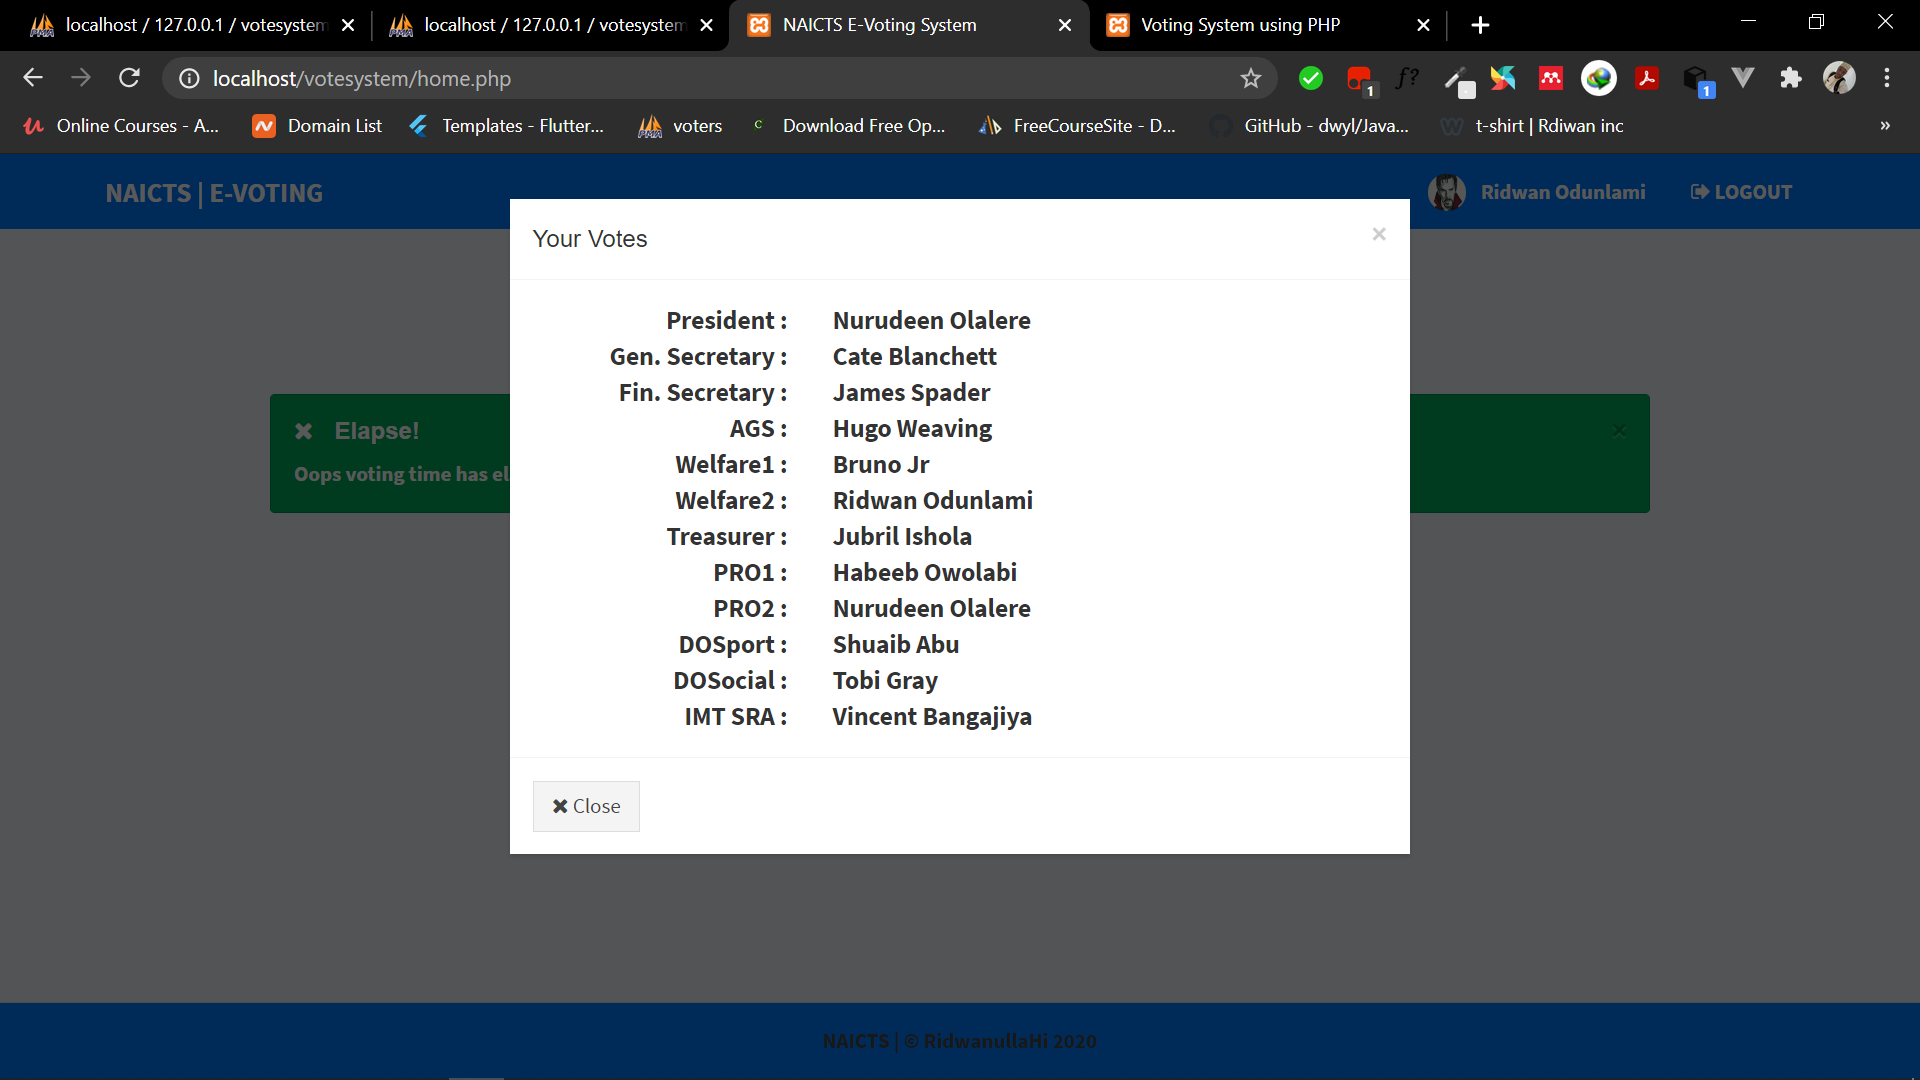 localhost / 127.0.0.1 / votesystem
localhost / 127.0.0.1 / votesystem
NAICTS E-Voting System
Voting System using PHP
localhost/votesystem/home.php
f?
1
1
Online Courses - A...
Domain List
Templates - Flutter...
voters
Download Free Op...
FreeCourseSite - D...
GitHub - dwyl/Java...
t-shirt | Rdiwan inc
»
NAICTS | E-VOTING
Ridwan Odunlami
LOGOUT
Your Votes
×
President : Nurudeen Olalere
Gen. Secretary : Cate Blanchett
Fin. Secretary : James Spader
AGS : Hugo Weaving
Welfare1 : Bruno Jr
Welfare2 : Ridwan Odunlami
Treasurer : Jubril Ishola
PRO1 : Habeeb Owolabi
PRO2 : Nurudeen Olalere
DOSport : Shuaib Abu
DOSocial : Tobi Gray
IMT SRA : Vincent Bangajiya
Close
Elapse!
Oops voting time has el
NAICTS | © RidwanullaHi 2020